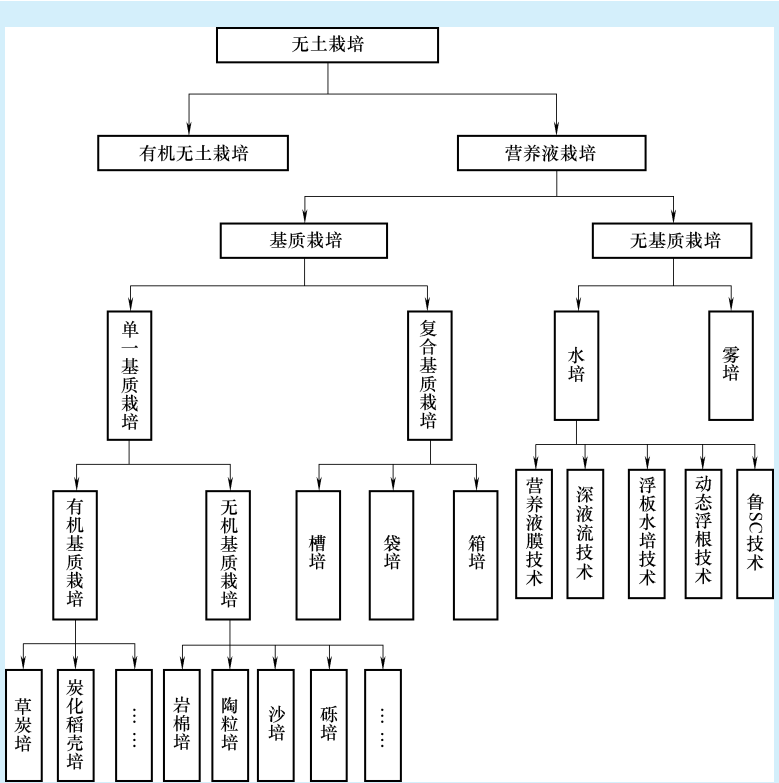 无土栽培
有机无土栽培
营养液栽培
基质栽培
无基质栽培
单一基质栽培
复合基质栽培
水培
雾培
有机基质栽培
无机基质栽培
槽培
袋培
箱培
营养液膜技术
深液流技术
浮板水培技术
动态浮根技术
鲁SC技术
草炭培
炭化稻壳培
……
岩棉培
陶粒培
沙培
砾培
……